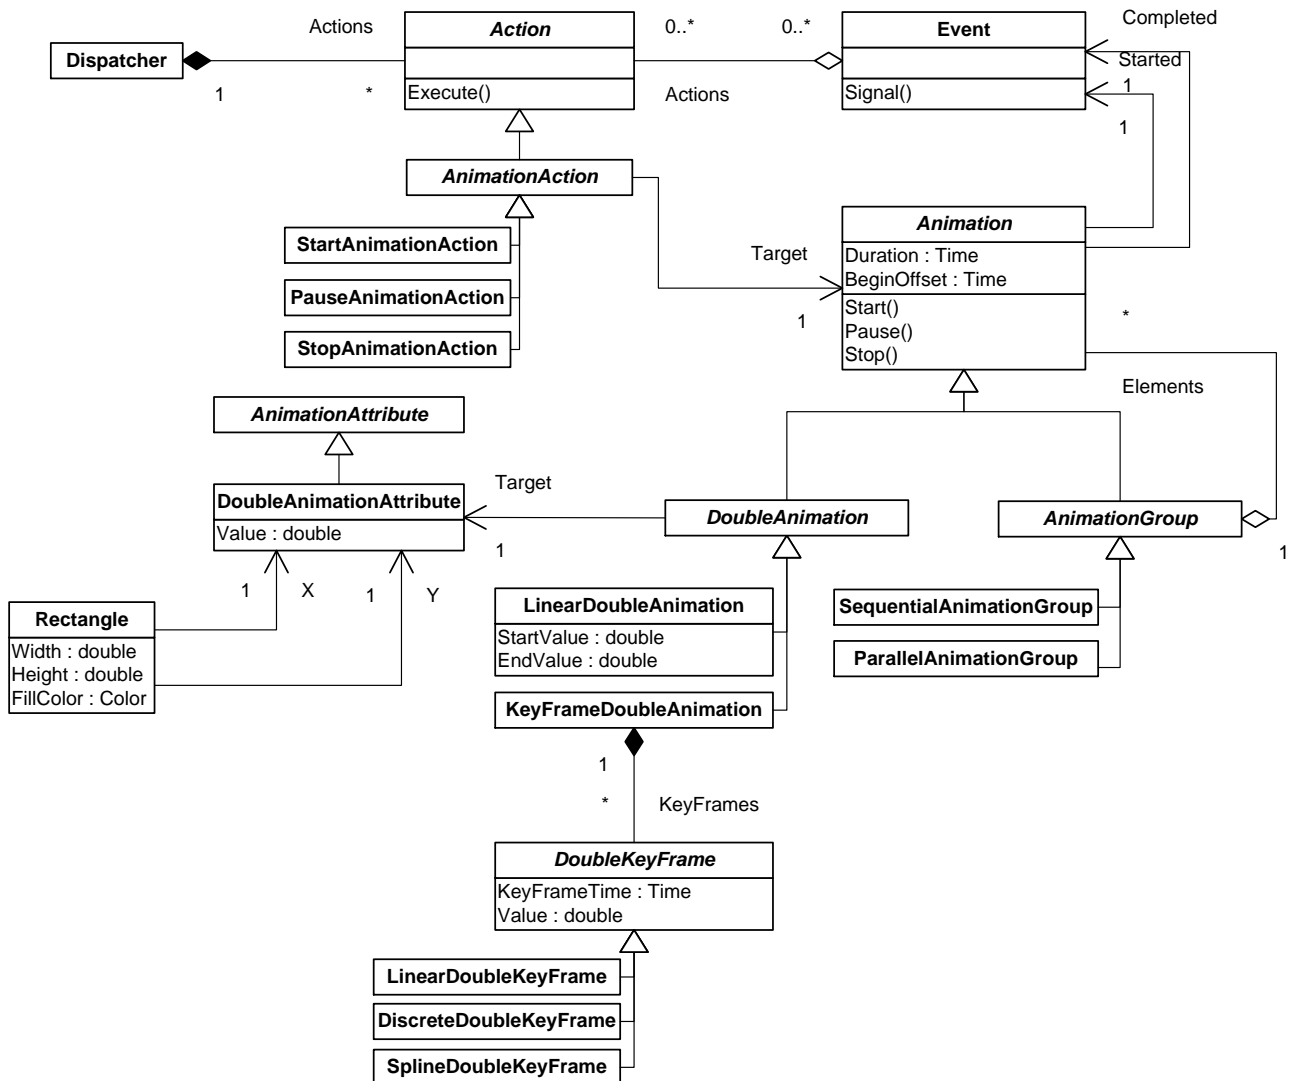 Actions
Action
0..*
0..*
Event
Completed
Dispatcher
Started
1
*
Execute()
Actions
Signal()
1
1
AnimationAction
Animation
StartAnimationAction
Target
Duration : Time
BeginOffset : Time
PauseAnimationAction
1
Start()
*
Pause()
StopAnimationAction
Stop()
Elements
AnimationAttribute
Target
DoubleAnimationAttribute
Value : double
DoubleAnimation
AnimationGroup
1
1
1
X
1
Y
Rectangle
Width : double
Height : double
FillColor : Color
LinearDoubleAnimation
StartValue : double
EndValue : double
SequentialAnimationGroup
ParallelAnimationGroup
KeyFrameDoubleAnimation
1
*
KeyFrames
DoubleKeyFrame
KeyFrameTime : Time
Value : double
LinearDoubleKeyFrame
DiscreteDoubleKeyFrame
SplineDoubleKeyFrame